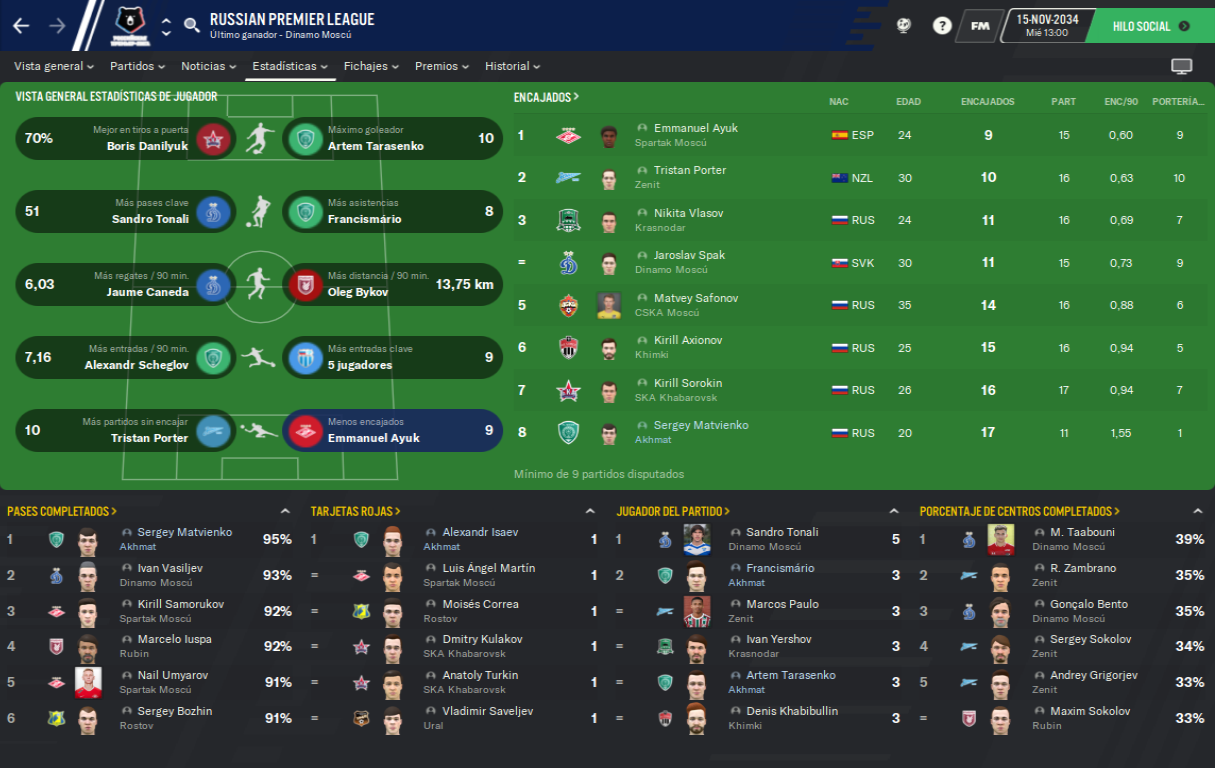 RUSSIAN PREMIER LEAGUE
Último ganador - Dinamo Moscú
?
FM
15-NOV-2034
Mié 13:00
HILO SOCIAL
Vista general
Partidos
Noticias
Estadísticas
Fichajes
Premios
Historial
VISTA GENERAL ESTADÍSTICAS DE JUGADOR
70% Mejor en tiros a puerta
Boris Danilyuk
Máximo goleador
Artem Tarasenko 10
51 Más pases clave
Sandro Tonali
Más asistencias
Francismário 8
6,03 Más regates / 90 min.
Jaume Caneda
Más distancia / 90 min.
Oleg Bykov 13,75 km
7,16 Más entradas / 90 min.
Alexandr Scheglov
Más entradas clave
5 jugadores 9
10 Más partidos sin encajar
Tristan Porter
Menos encajados
Emmanuel Ayuk 9
ENCAJADOS >
NAC EDAD ENCAJADOS PART ENC/90 PORTERÍA...
1 Emmanuel Ayuk ESP 24 9 15 0,60 9
Spartak Moscú
2 Tristan Porter NZL 30 10 16 0,63 10
Zenit
3 Nikita Vlasov RUS 24 11 16 0,69 7
Krasnodar
= Jaroslav Spak SVK 30 11 15 0,73 9
Dinamo Moscú
5 Matvey Safonov RUS 35 14 16 0,88 6
CSKA Moscú
6 Kirill Axionov RUS 25 15 16 0,94 5
Khimki
7 Kirill Sorokin RUS 26 16 17 0,94 7
SKA Khabarovsk
8 Sergey Matvienko RUS 20 17 11 1,55 1
Akhmat
Mínimo de 9 partidos disputados
PASES COMPLETADOS >
1 Sergey Matvienko 95%
Akhmat
2 Ivan Vasiljev 93%
Dinamo Moscú
3 Kirill Samorukov 92%
Spartak Moscú
4 Marcelo Iuspa 92%
Rubin
5 Nail Umyarov 91%
Spartak Moscú
6 Sergey Bozhin 91%
Rostov
TARJETAS ROJAS >
1 Alexandr Isaev 1
Akhmat
= Luis Ángel Martín 1
Spartak Moscú
= Moisés Correa 1
Rostov
= Dmitry Kulakov 1
SKA Khabarovsk
= Anatoly Turkin 1
SKA Khabarovsk
= Vladimir Saveljev 1
Ural
JUGADOR DEL PARTIDO >
1 Sandro Tonali 5
Dinamo Moscú
2 Francismário 3
Akhmat
= Marcos Paulo 3
Zenit
= Ivan Yershov 3
Krasnodar
= Artem Tarasenko 3
Akhmat
= Denis Khabibullin 3
Khimki
PORCENTAJE DE CENTROS COMPLETADOS >
1 M. Taabouni 39%
Dinamo Moscú
2 R. Zambrano 35%
Zenit
3 Gonçalo Bento 35%
Dinamo Moscú
4 Sergey Sokolov 34%
Zenit
5 Andrey Grigorjev 33%
Zenit
= Maxim Sokolov 33%
Rubin